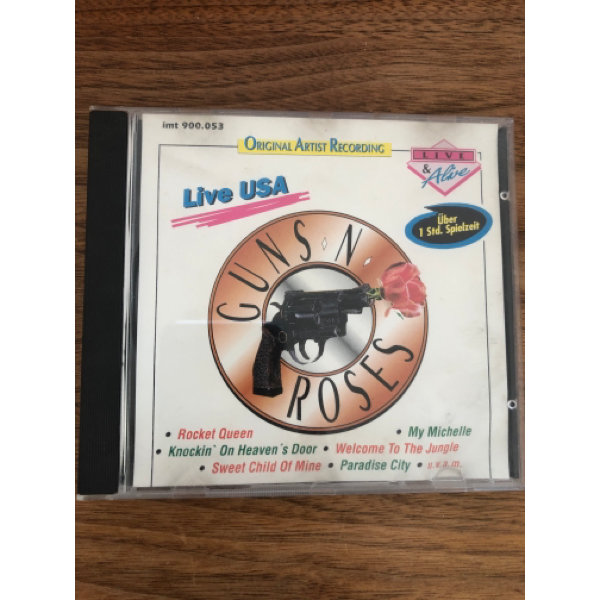 imt 900.053
ORIGINAL ARTIST RECORDING
LIVE
& Alive
Live USA
Über
1 Std. Spielzeit
GUNS N' ROSES
• Rocket Queen
• My Michelle
• Knockin` On Heaven´s Door • Welcome To The Jungle
• Sweet Child Of Mine • Paradise City • u.v.a.m.